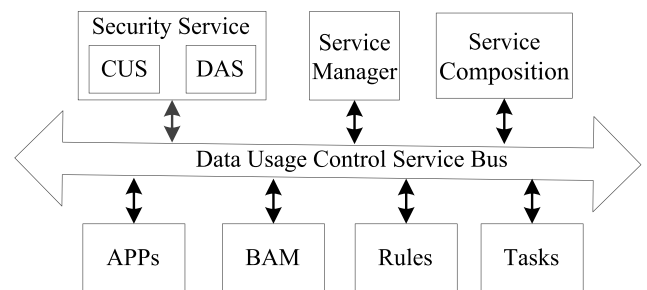 Security Service
CUS
DAS
Service
Manager
Service
Composition
Data Usage Control Service Bus
APPs
BAM
Rules
Tasks